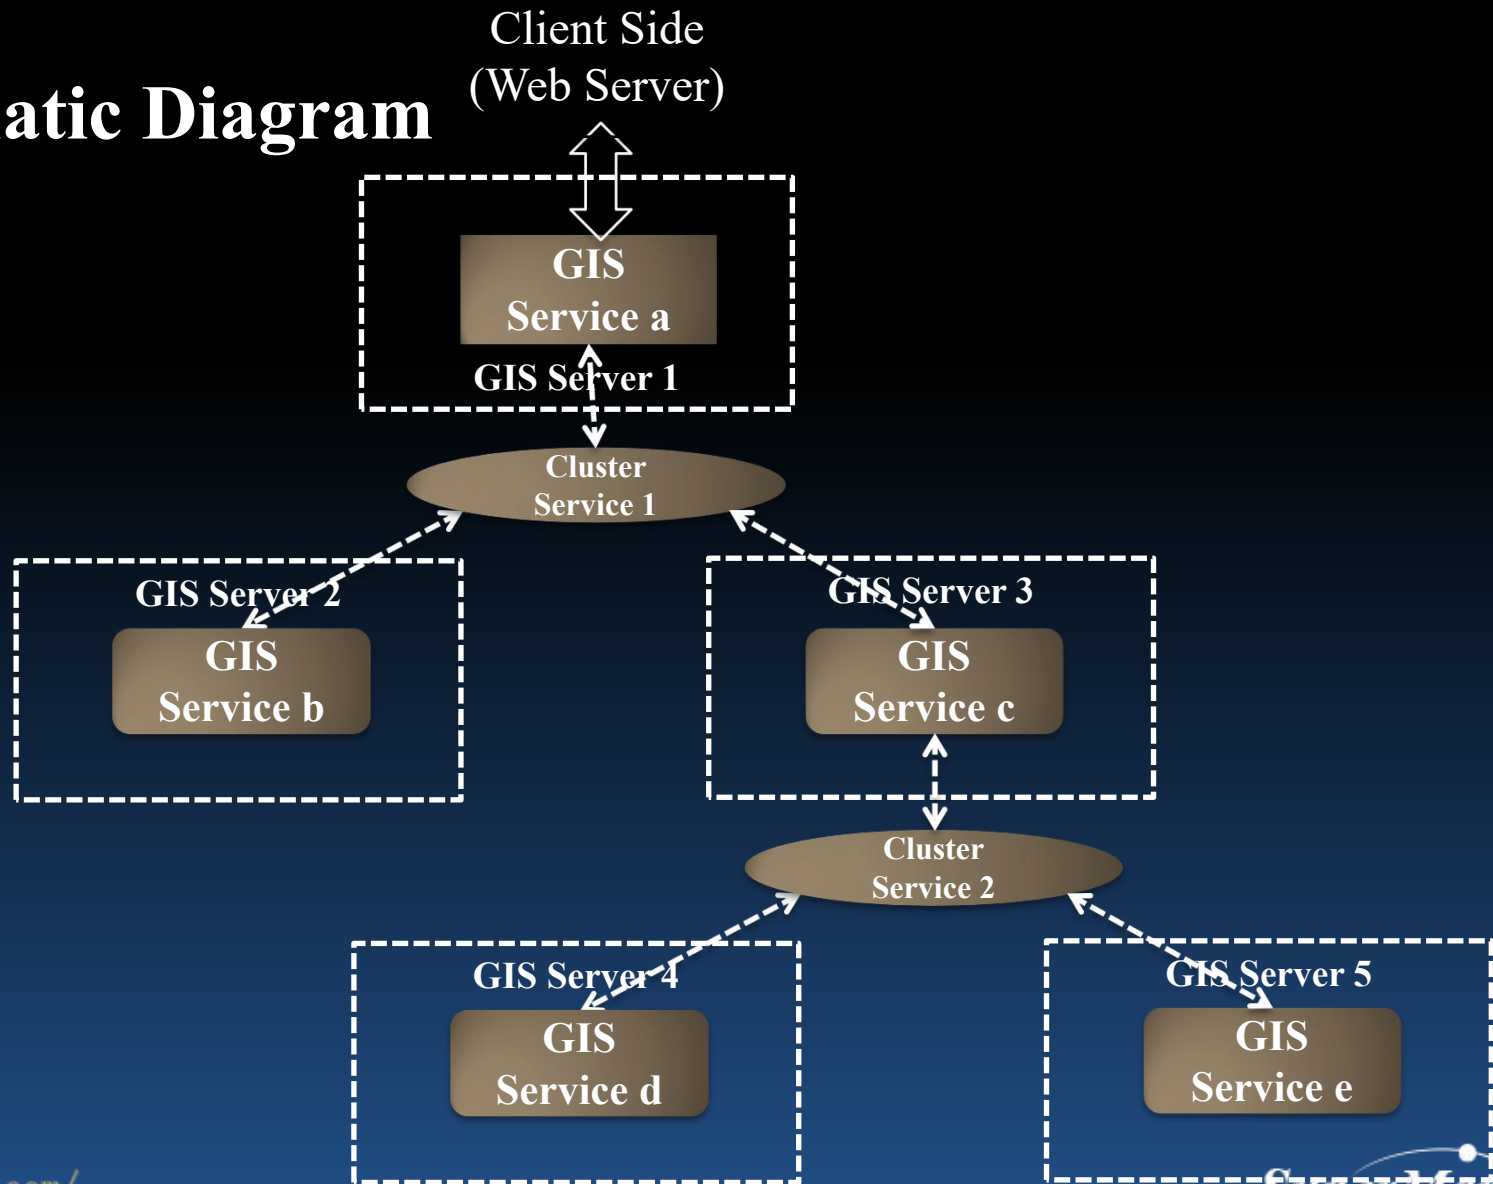 Client Side
(Web Server)
atic Diagram
GIS
Service a
GIS Server 1
Cluster
Service 1
GIS Server 2
GIS Server 3
GIS
Service b
GIS
Service c
Cluster
Service 2
GIS Server 4
GIS Server 5
GIS
Service d
GIS
Service e